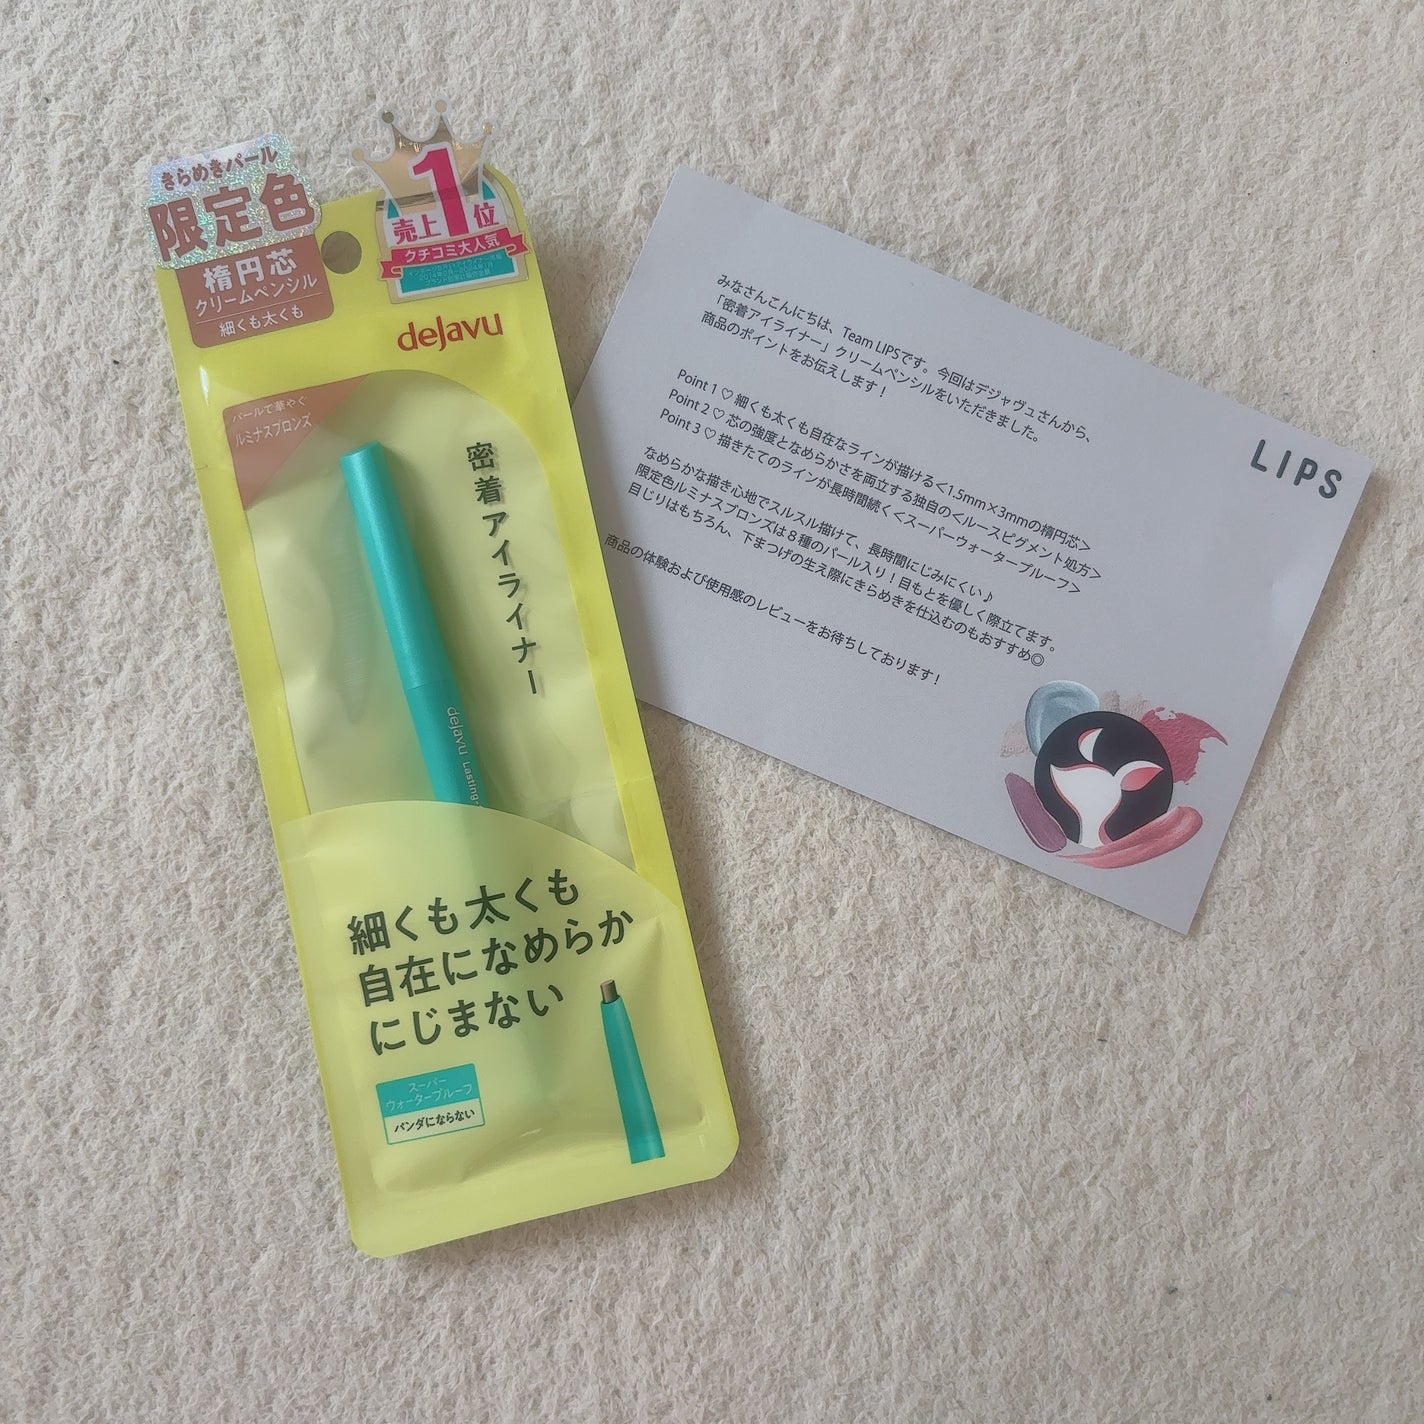 きらめきパール
限定色
楕円芯
クリームペンシル
細くも太くも
1
売上 位
クチコミ大人気
dejavu
パールで華やぐ
ルミナスブロンズ
密着アイライナー
dejavu Lasting
細くも太くも
自在になめらか
にじまない
スーパー
ウォータープルーフ
パンダにならない
LIPS
みなさんこんにちは、Team LIPSです。今回はデジャヴュさんから、
「密着アイライナー」クリームペンシルをいただきました。
商品のポイントをお伝えします！
Point 1 ♡ 細くも太くも自在なラインが描ける<1.5mm×3mmの楕円芯>
Point 2 ♡ 芯の強度となめらかさを両立する独自の<ルースピグメント処方>
Point 3 ♡ 描きたてのラインが長時間続く<スーパーウォータープルーフ>
なめらかな描き心地でスルスル描けて、長時間にじみにくい♪
限定色ルミナスブロンズは８種のパール入り！目もとを優しく際立てます。
目じりはもちろん、下まつげの生え際にきらめきを仕込むのもおすすめ◎
商品の体験および使用感のレビューをお待ちしております！